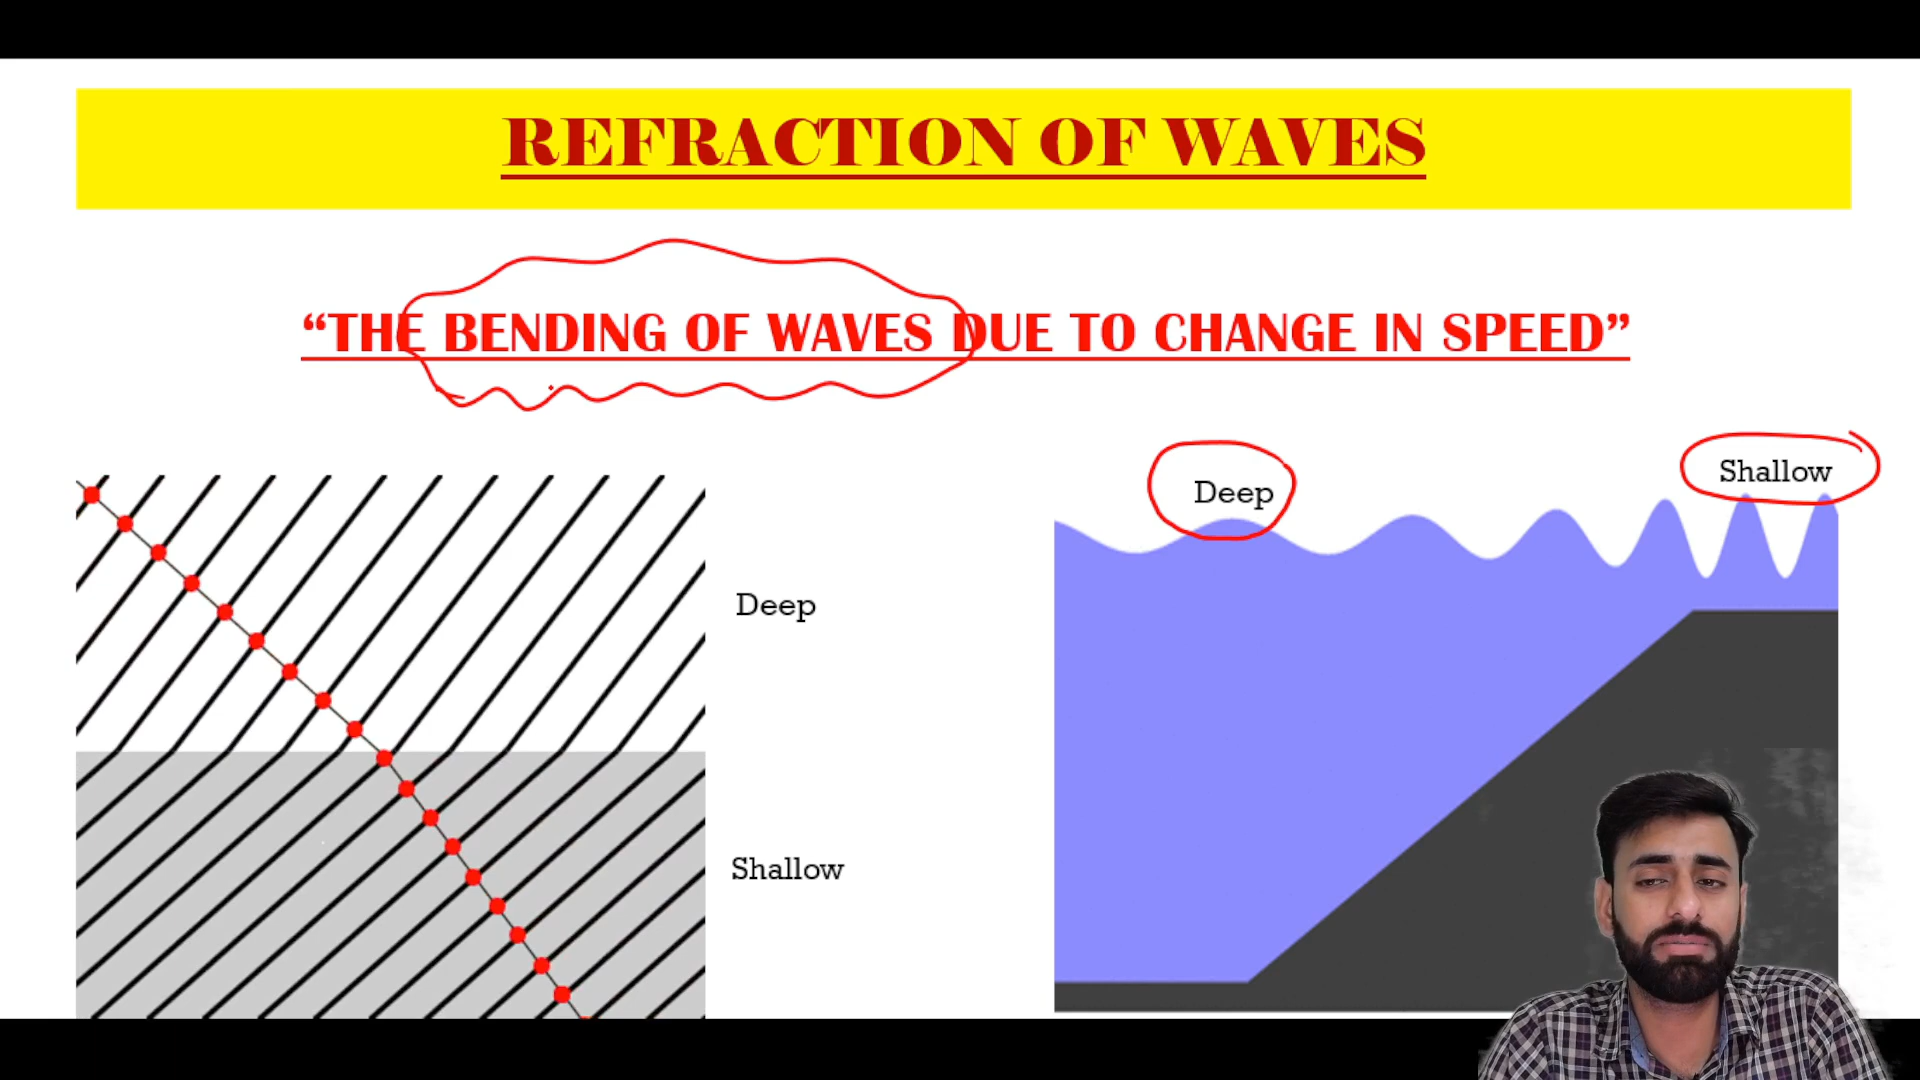 REFRACTION OF WAVES
“THE BENDING OF WAVES DUE TO CHANGE IN SPEED”
Deep
Shallow
Deep
Shallow